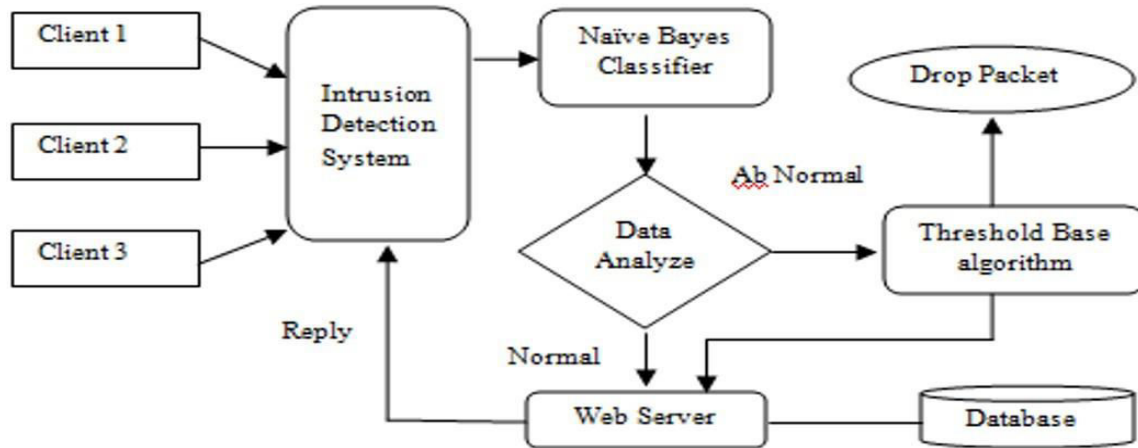 Client 1
Client 2
Client 3
Intrusion
Detection
System
Naïve Bayes
Classifier
Drop Packet
Ab Normal
Data
Analyze
Threshold Base
algorithm
Reply
Normal
Web Server
Database